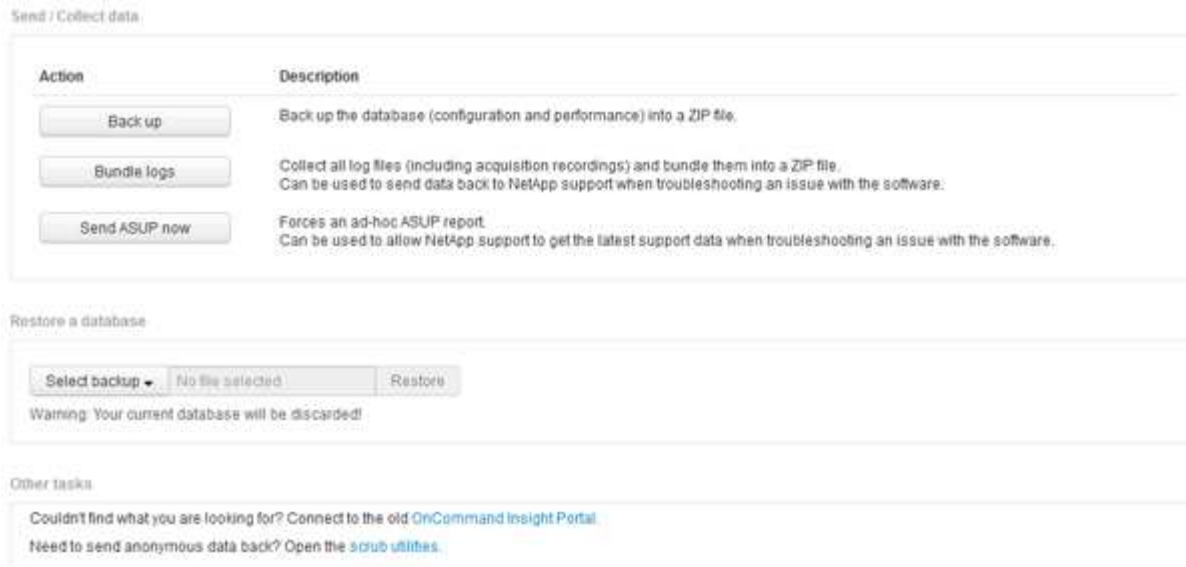 Send / Collect data
Action Description
Back up Back up the database (configuration and performance) into a ZIP file.
Bundle logs Collect all log files (including acquisition recordings) and bundle them into a ZIP file.
Can be used to send data back to NetApp support when troubleshooting an issue with the software.
Send ASUP now Forces an ad-hoc ASUP report.
Can be used to allow NetApp support to get the latest support data when troubleshooting an issue with the software.
Restore a database
Select backup No file selected Restore
Warning: Your current database will be discarded!
Other tasks
Couldn't find what you are looking for? Connect to the old OnCommand Insight Portal.
Need to send anonymous data back? Open the scrub utilities.